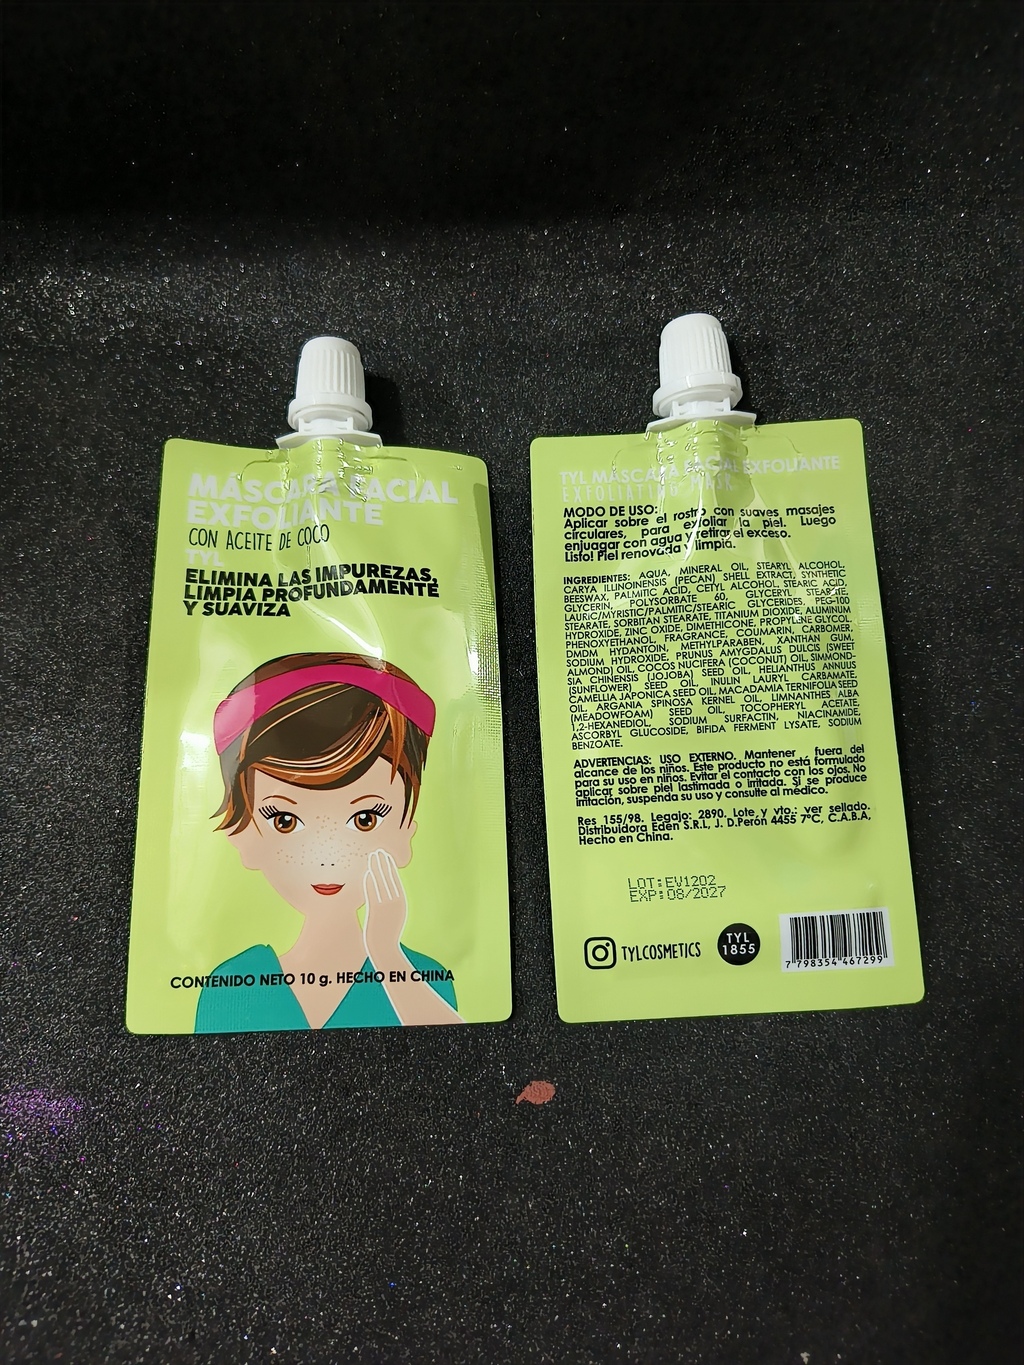 MÁSCARA FACIAL
EXFOLIANTE
CON ACEITE DE COCO
TYL
ELIMINA LAS IMPUREZAS,
LIMPIA PROFUNDAMENTE
Y SUAVIZA
CONTENIDO NETO 10 g. HECHO EN CHINA
TYL MÁSCARA FACIAL EXFOLIANTE
EXFOLIATING MASK
MODO DE USO:
Aplicar sobre el rostro con suaves masajes
circulares, para exfoliar la piel. Luego
enjuagar con agua y retirar el exceso.
Listo! Piel renovada y limpia.
INGREDIENTES: AQUA, MINERAL OIL, STEARYL ALCOHOL,
CARYA ILLINOINENSIS (PECAN) SHELL EXTRACT, SYNTHETIC
BEESWAX, PALMITIC ACID, CETYL ALCOHOL, STEARIC ACID,
GLYCERIN, POLYSORBATE 60, GLYCERYL STEARATE,
LAURIC/MYRISTIC/PALMITIC/STEARIC GLYCERIDES, PEG-100
STEARATE, SORBITAN STEARATE, TITANIUM DIOXIDE, ALUMINUM
HYDROXIDE, ZINC OXIDE, DIMETHICONE, PROPYLENE GLYCOL,
PHENOXYETHANOL, FRAGRANCE, COUMARIN, CARBOMER,
DMDM HYDANTOIN, METHYLPARABEN, XANTHAN GUM,
SODIUM HYDROXIDE, PRUNUS AMYGDALUS DULCIS (SWEET
ALMOND) OIL, COCOS NUCIFERA (COCONUT) OIL, SIMMOND-
SIA CHINENSIS (JOJOBA) SEED OIL, HELIANTHUS ANNUUS
(SUNFLOWER) SEED OIL, INULIN LAURYL CARBAMATE,
CAMELLIA JAPONICA SEED OIL, MACADAMIA TERNIFOLIA SEED
OIL, ARGANIA SPINOSA KERNEL OIL, LIMNANTHES ALBA
(MEADOWFOAM) SEED OIL, TOCOPHERYL ACETATE,
1,2-HEXANEDIOL, SODIUM SURFACTIN, NIACINAMIDE,
ASCORBYL GLUCOSIDE, BIFIDA FERMENT LYSATE, SODIUM
BENZOATE.
ADVERTENCIAS: USO EXTERNO. Mantener fuera del
alcance de los niños. Este producto no está formulado
para su uso en niños. Evitar el contacto con los ojos. No
aplicar sobre piel lastimada o irritada. Si se produce
irritación, suspenda su uso y consulte al médico.
Res 155/98. Legajo: 2890. Lote y vto.: ver sellado.
Distribuidora Eden S.R.L, J. D.Perón 4455 7°C, C.A.B.A,
Hecho en China.
LOT:EV1202
EXP:08/2027
TYLCOSMETICS
TYL
1855
7 798354 467299